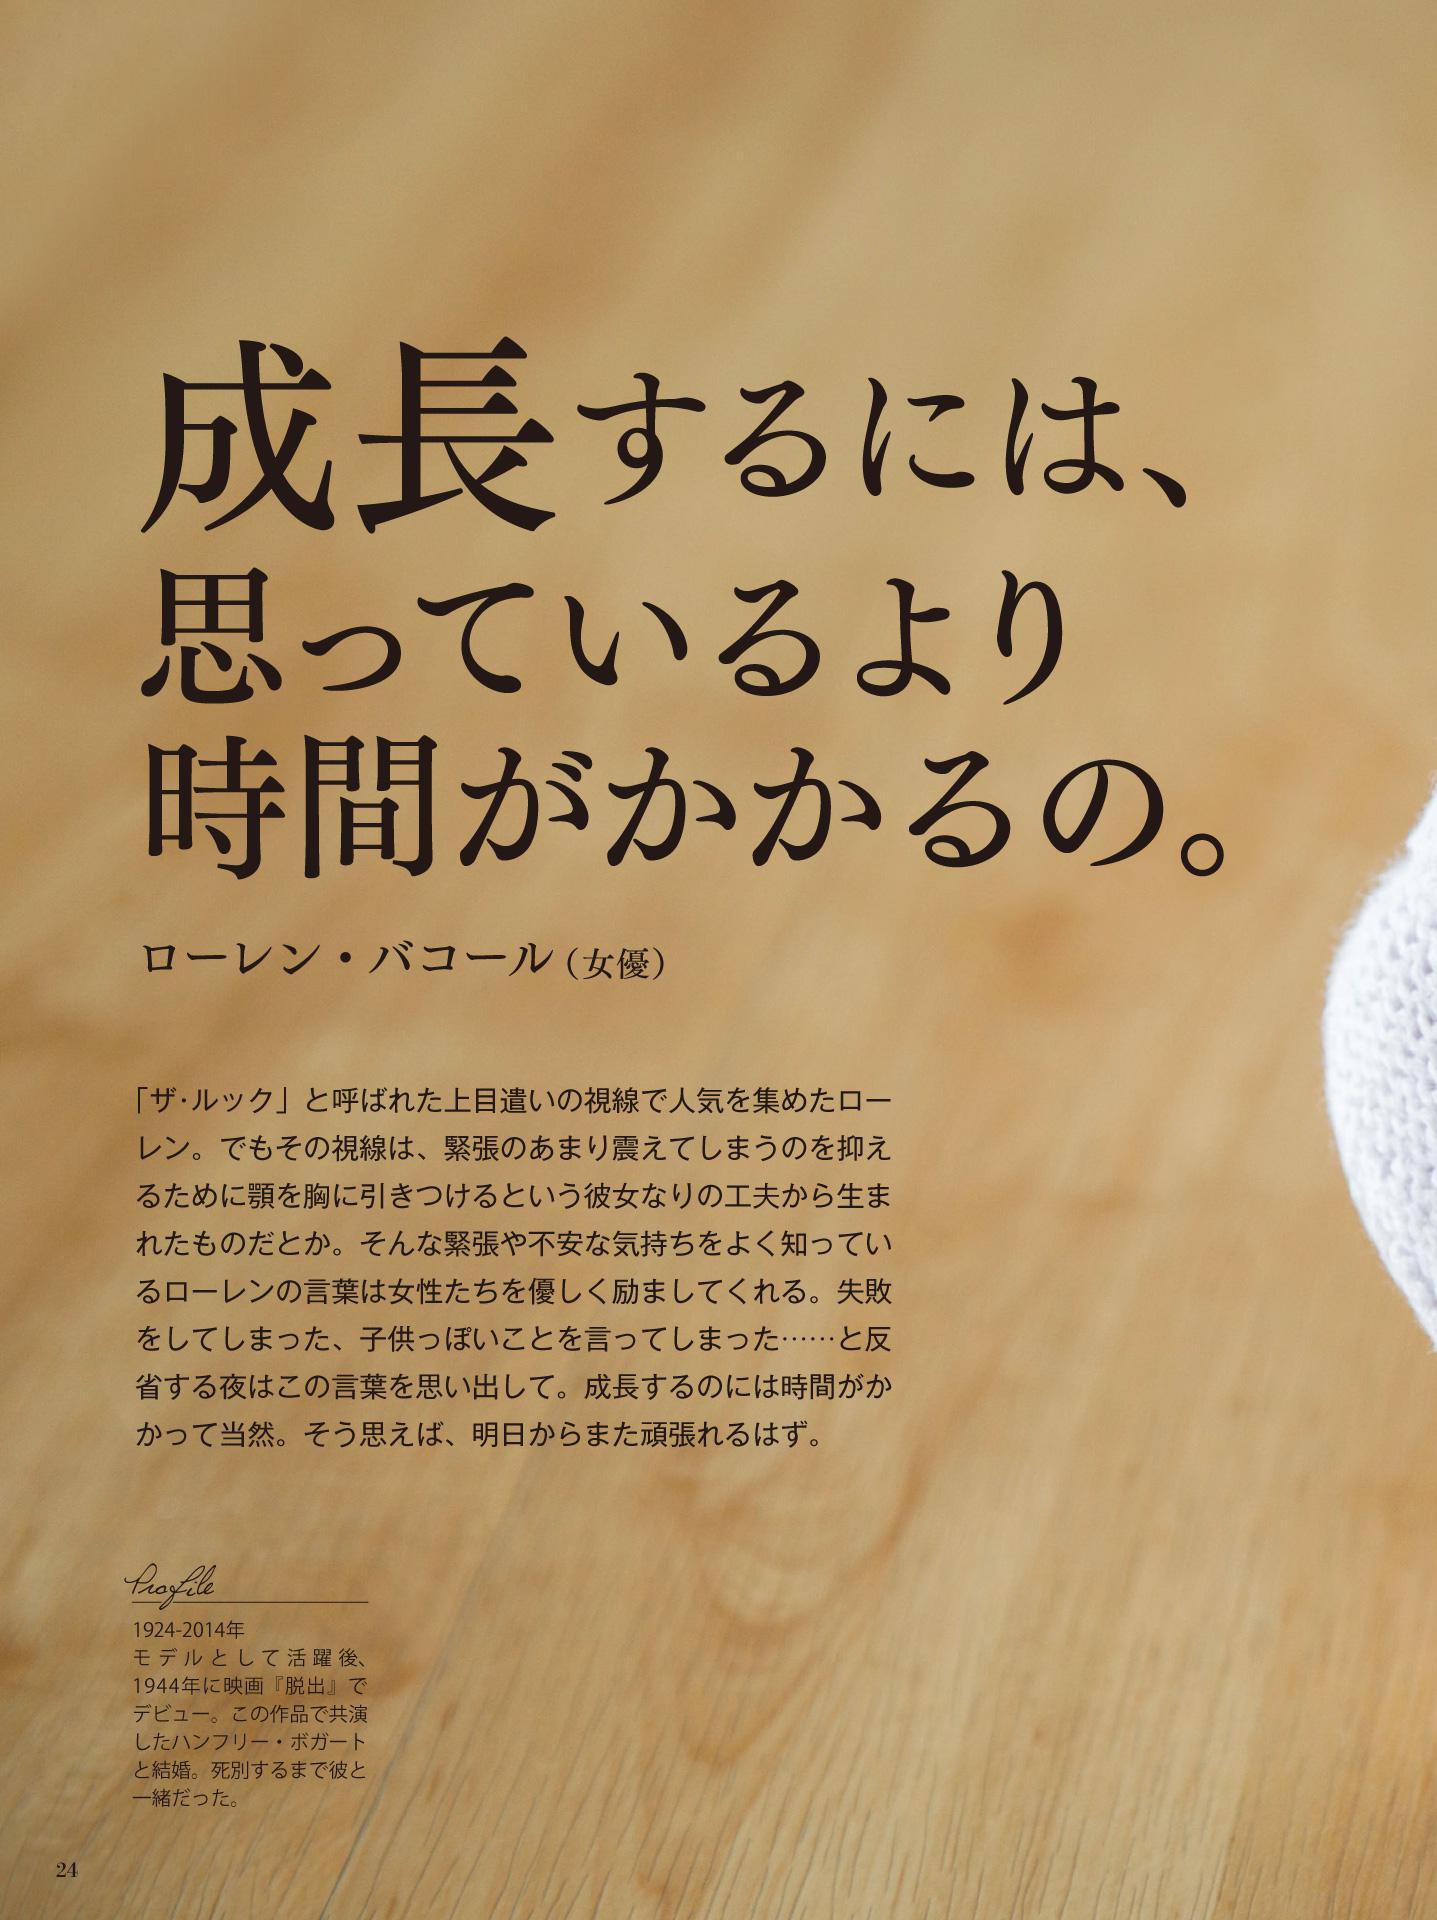 成長するには、
思っているより
時間がかかるの。
ローレン・バコール（女優）
「ザ・ルック」と呼ばれた上目遣いの視線で人気を集めたロー
レン。でもその視線は、緊張のあまり震えてしまうのを抑え
るために顎を胸に引きつけるという彼女なりの工夫から生ま
れたものだとか。そんな緊張や不安な気持ちをよく知ってい
るローレンの言葉は女性たちを優しく励ましてくれる。失敗
をしてしまった、子供っぽいことを言ってしまった……と反
省する夜はこの言葉を思い出して。成長するのには時間がか
かって当然。そう思えば、明日からまた頑張れるはず。
Profile
1924-2014年
モデルとして活躍後、
1944年に映画『脱出』で
デビュー。この作品で共演
したハンフリー・ボガート
と結婚。死別するまで彼と
一緒だった。
24